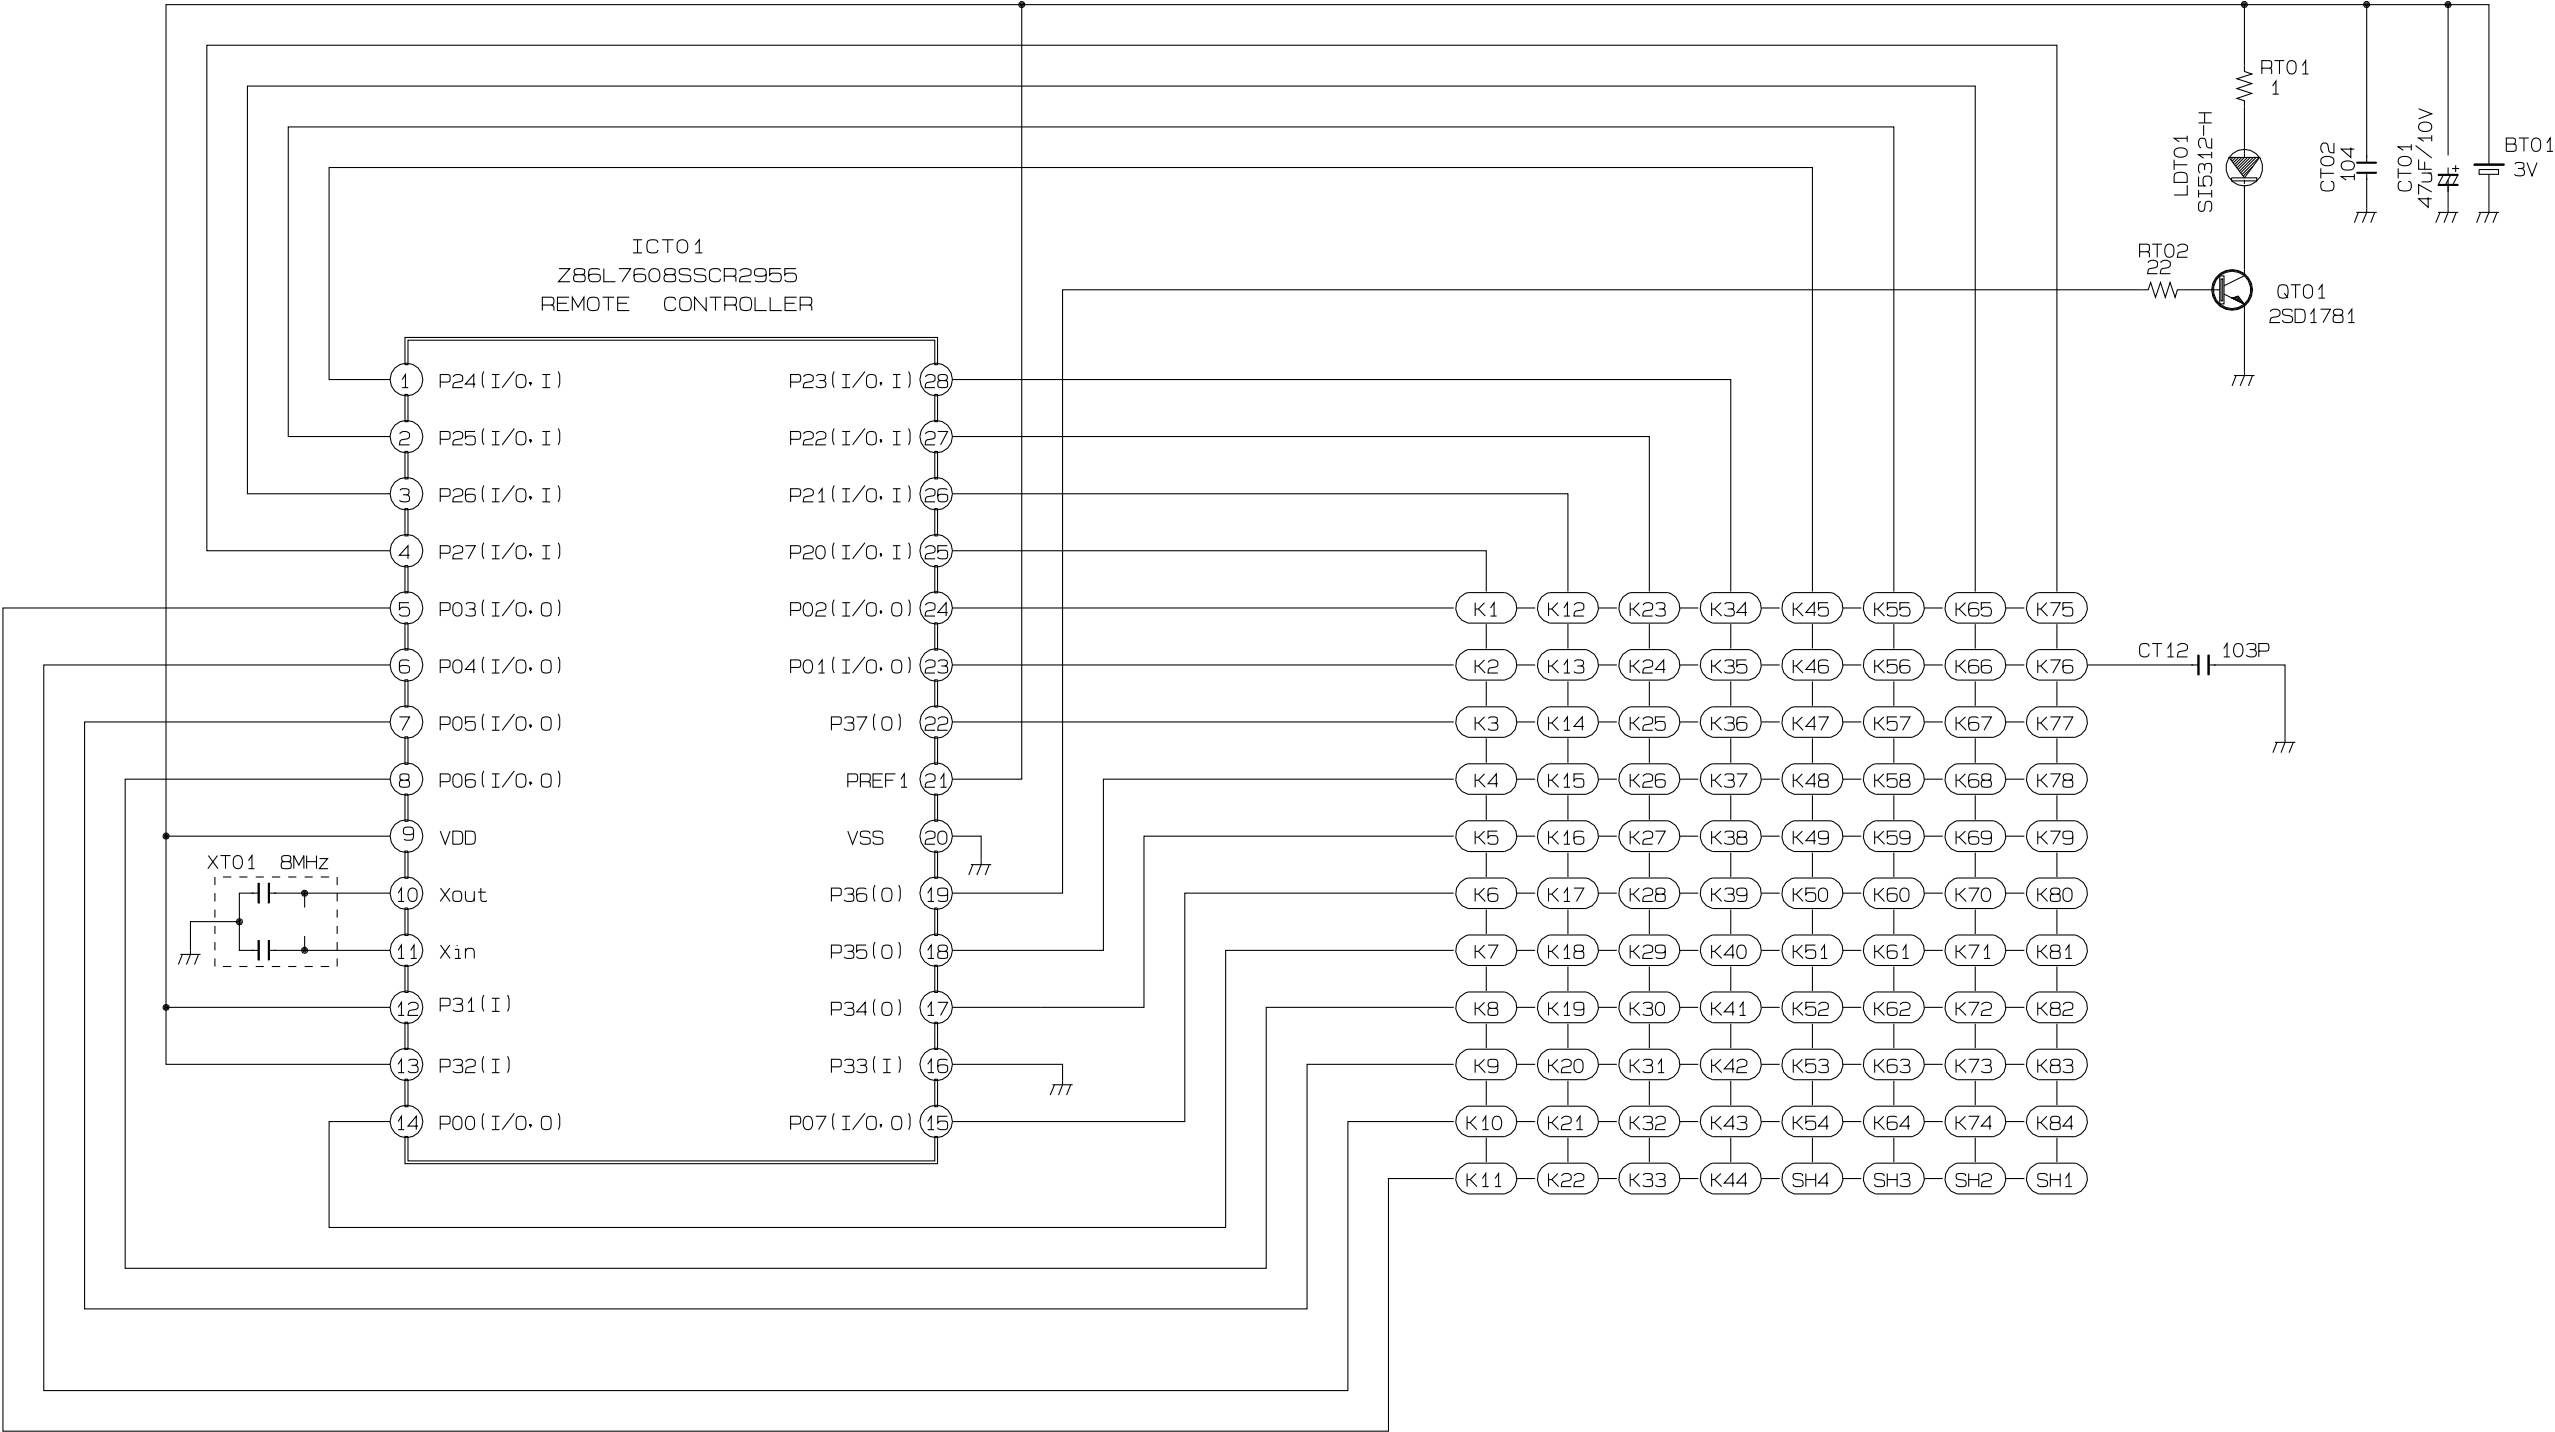 RT01
1
LDT01
SI5312-H
CT02
104
CT01
47uF/10V
+
BT01
3V
RT02
22
QT01
2SD1781
ICT01
Z86L7608SSCR2955
REMOTE CONTROLLER
1 P24(I/O,I) P23(I/O,I) 28
2 P25(I/O,I) P22(I/O,I) 27
3 P26(I/O,I) P21(I/O,I) 26
4 P27(I/O,I) P20(I/O,I) 25
5 P03(I/O,O) P02(I/O,O) 24
6 P04(I/O,O) P01(I/O,O) 23
7 P05(I/O,O) P37(O) 22
8 P06(I/O,O) PREF1 21
9 VDD VSS 20
10 Xout P36(O) 19
11 Xin P35(O) 18
12 P31(I) P34(O) 17
13 P32(I) P33(I) 16
14 P00(I/O,O) P07(I/O,O) 15
XT01 8MHz
K1 K12 K23 K34 K45 K55 K65 K75
K2 K13 K24 K35 K46 K56 K66 K76
K3 K14 K25 K36 K47 K57 K67 K77
K4 K15 K26 K37 K48 K58 K68 K78
K5 K16 K27 K38 K49 K59 K69 K79
K6 K17 K28 K39 K50 K60 K70 K80
K7 K18 K29 K40 K51 K61 K71 K81
K8 K19 K30 K41 K52 K62 K72 K82
K9 K20 K31 K42 K53 K63 K73 K83
K10 K21 K32 K43 K54 K64 K74 K84
K11 K22 K33 K44 SH4 SH3 SH2 SH1
CT12 103P